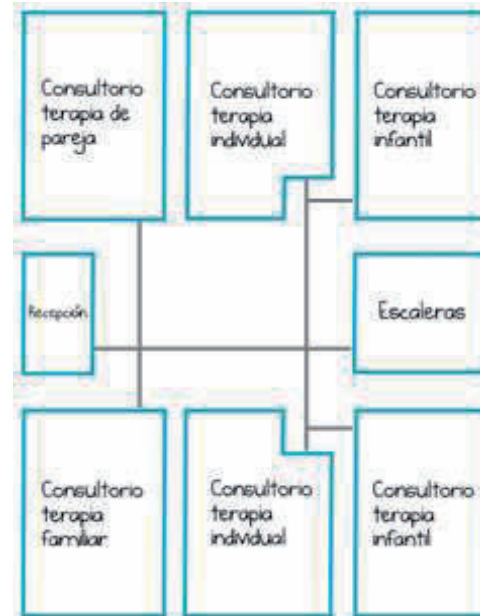 Consultorio
terapia de
pareja
Consultorio
terapia
individual
Consultorio
terapia
infantil
Recepción
Escaleras
Consultorio
terapia
familiar
Consultorio
terapia
individual
Consultorio
terapia
infantil